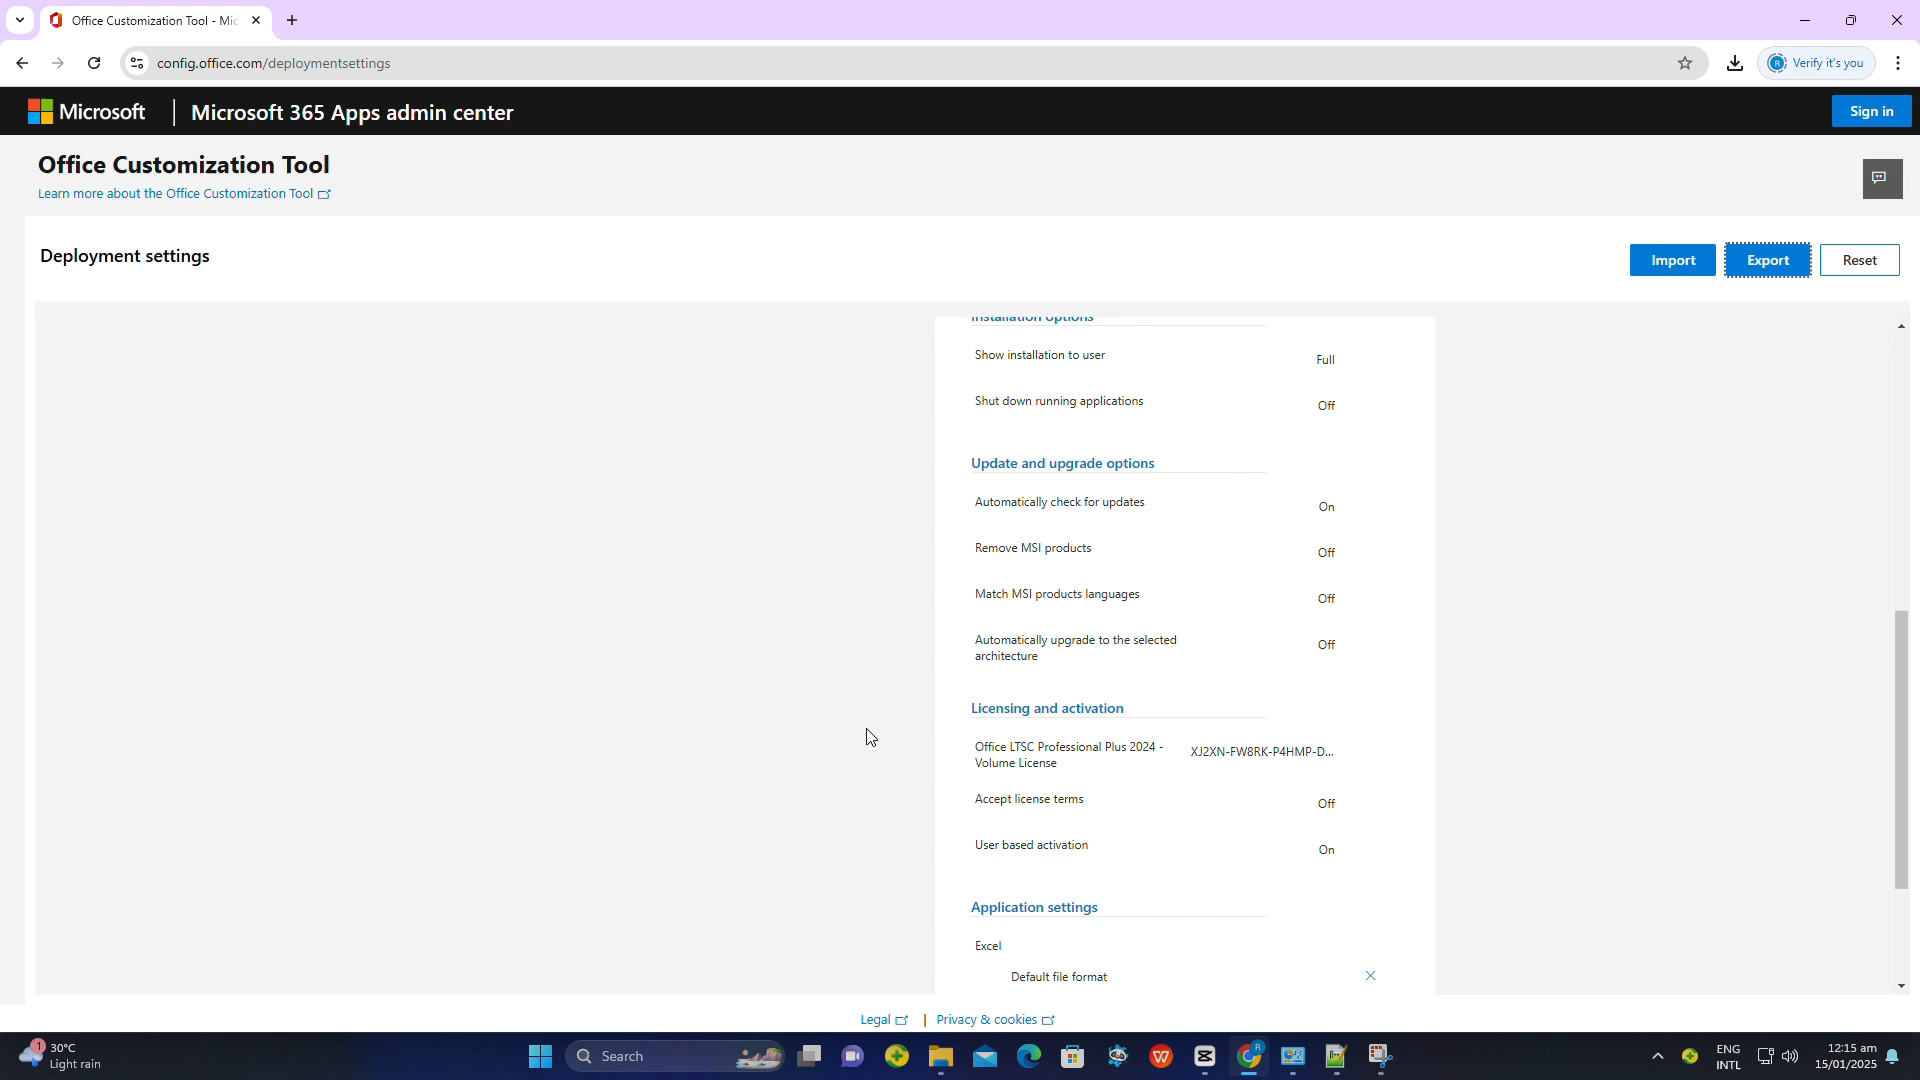 Office Customization Tool - Mic
config.office.com/deploymentsettings
Verify it's you
Microsoft
Microsoft 365 Apps admin center
Sign in
Office Customization Tool
Learn more about the Office Customization Tool
Deployment settings
Import
Export
Reset
Installation options
Show installation to user
Full
Shut down running applications
Off
Update and upgrade options
Automatically check for updates
On
Remove MSI products
Off
Match MSI products languages
Off
Automatically upgrade to the selected
architecture
Off
Licensing and activation
Office LTSC Professional Plus 2024 -
Volume License
XJ2XN-FW8RK-P4HMP-D...
Accept license terms
Off
User based activation
On
Application settings
Excel
Default file format
Legal
|
Privacy & cookies
1
30°C
Light rain
Search
R
ENG
INTL
12:15 am
15/01/2025